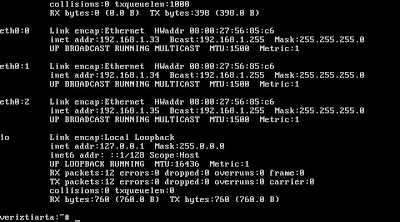 collisions:0 txqueuelen:1000
RX bytes:0 (0.0 B)  TX bytes:398 (398.0 B)
eth0:0    Link encap:Ethernet  HWaddr 08:00:27:56:85:c6
inet addr:192.168.1.33  Bcast:192.168.1.255  Mask:255.255.255.0
UP BROADCAST RUNNING MULTICAST  MTU:1500  Metric:1
eth0:1    Link encap:Ethernet  HWaddr 08:00:27:56:85:c6
inet addr:192.168.1.34  Bcast:192.168.1.255  Mask:255.255.255.0
UP BROADCAST RUNNING MULTICAST  MTU:1500  Metric:1
eth0:2    Link encap:Ethernet  HWaddr 08:00:27:56:85:c6
inet addr:192.168.1.35  Bcast:192.168.1.255  Mask:255.255.255.0
UP BROADCAST RUNNING MULTICAST  MTU:1500  Metric:1
lo        Link encap:Local Loopback
inet addr:127.0.0.1  Mask:255.0.0.0
inet6 addr: ::1/128 Scope:Host
UP LOOPBACK RUNNING  MTU:16436  Metric:1
RX packets:12 errors:0 dropped:0 overruns:0 frame:0
TX packets:12 errors:0 dropped:0 overruns:0 carrier:0
collisions:0 txqueuelen:0
RX bytes:760 (760.0 B)  TX bytes:760 (760.0 B)
veriztiarta:~# _